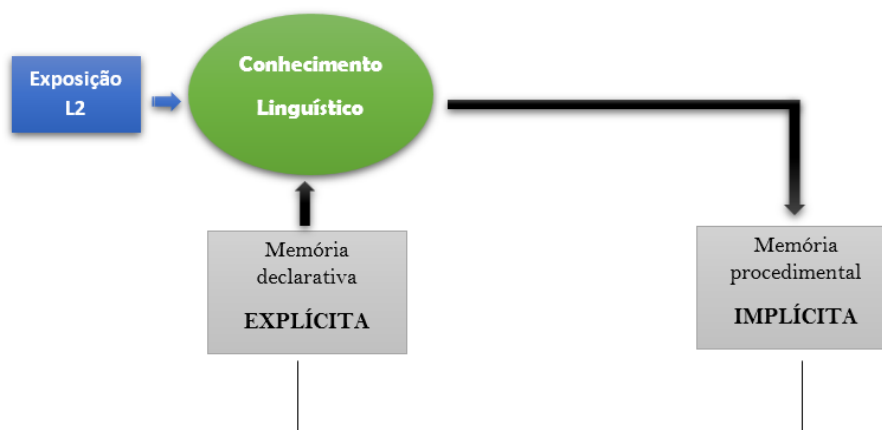 Exposição
L2
Conhecimento
Linguístico
Memória
declarativa
EXPLÍCITA
Memória
procedimental
IMPLÍCITA